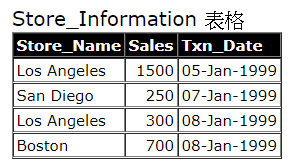 Store_Information 表格
Store_Name Sales Txn_Date
Los Angeles 1500 05-Jan-1999
San Diego 250 07-Jan-1999
Los Angeles 300 08-Jan-1999
Boston 700 08-Jan-1999